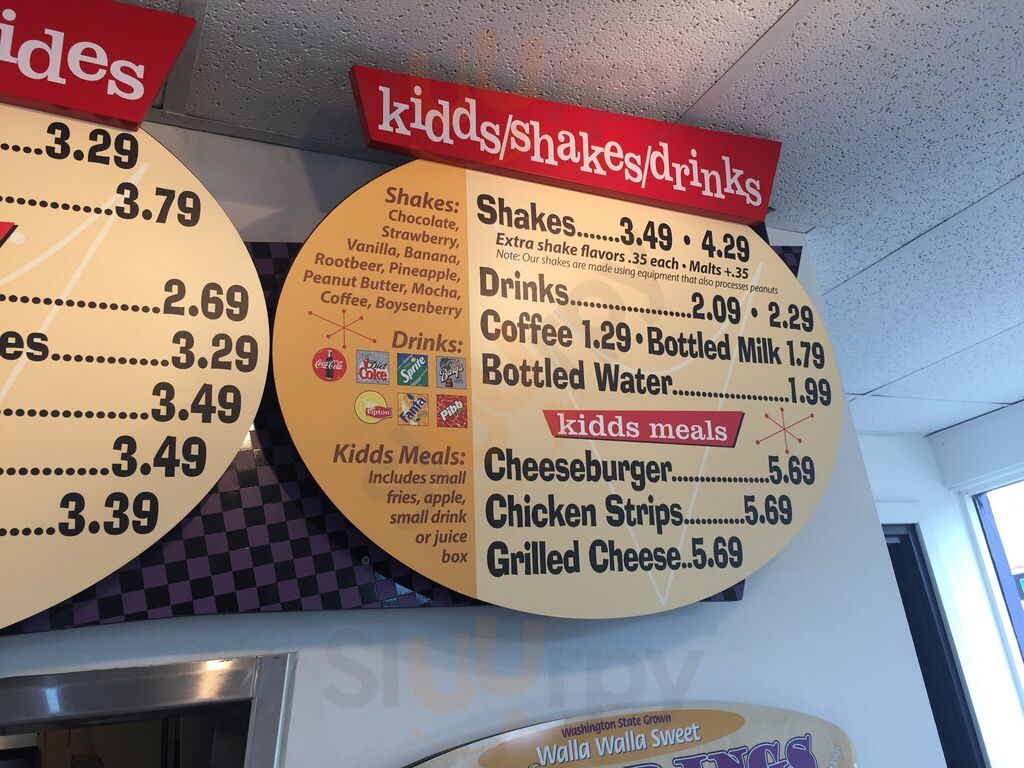 ides
.....3.29
..............3.79
....................2.69
es............3.29
....................3.49
............3.49
......3.39
kidds/shakes/drinks
Shakes:
Chocolate,
Strawberry,
Vanilla, Banana,
Rootbeer, Pineapple,
Peanut Butter, Mocha,
Coffee, Boysenberry
Drinks:
Coca-Cola
Diet Coke
Sprite
Barq's
Lipton
Fanta
Pibb
Kidds Meals:
Includes small
fries, apple,
small drink
or juice
box
Shakes.......3.49 • 4.29
Extra shake flavors .35 each • Malts +.35
Note: Our shakes are made using equipment that also processes peanuts
Drinks...............2.09 • 2.29
Coffee 1.29 • Bottled Milk 1.79
Bottled Water..............1.99
kidds meals
Cheeseburger..................5.69
Chicken Strips............5.69
Grilled Cheese..5.69
Sluurpy
Washington State Grown
Walla Walla Sweet
RINGS